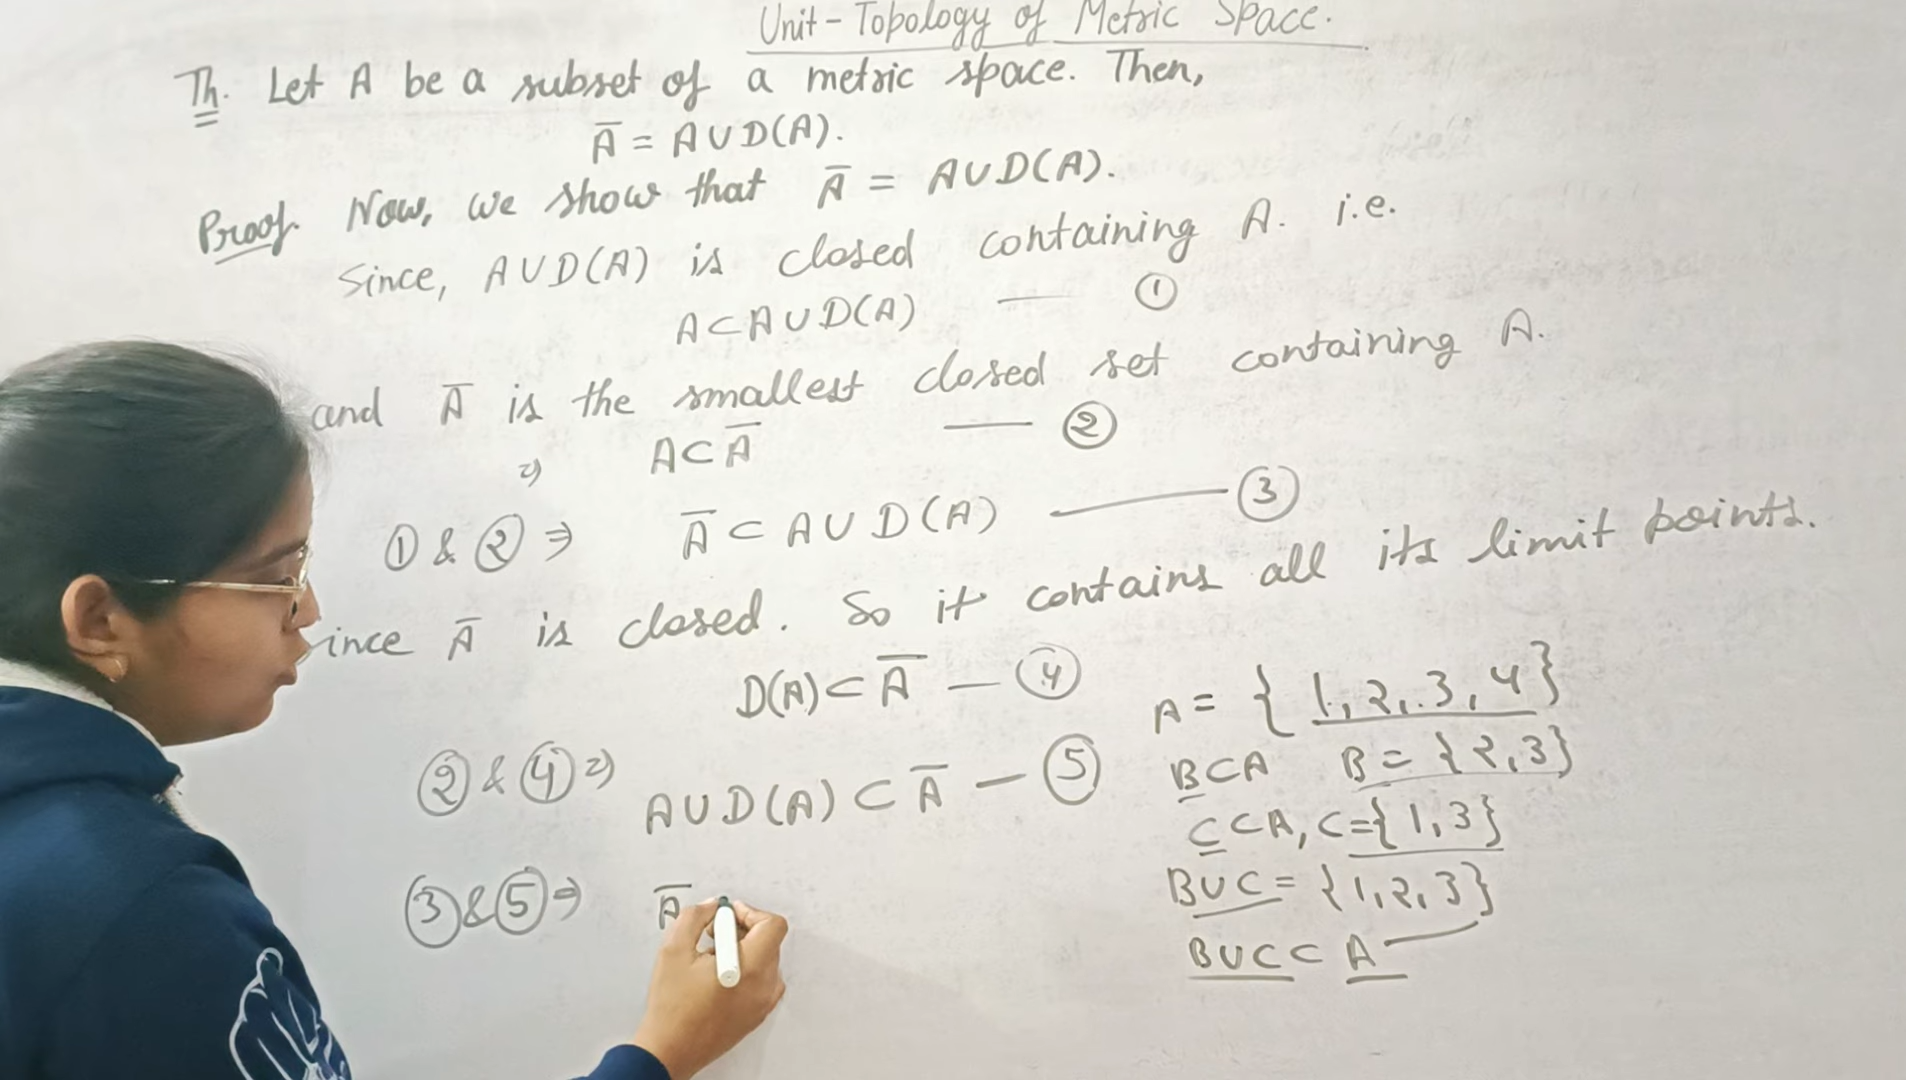 Unit - Topology of Metric Space.
Th. Let A be a subset of a metric space. Then,
A̅ = A ∪ D(A).
Proof. Now, we show that A̅ = A∪D(A).
Since, A∪D(A) is closed containing A. i.e.
A⊂A∪D(A) — ①
and A̅ is the smallest closed set containing A.
⇒ A⊂A̅ — ②
① & ② ⇒ A̅ ⊂ A∪D(A) — ③
ince A̅ is closed. So it contains all its limit points.
D(A)⊂A̅ — ④
② & ④ ⇒ A∪D(A) ⊂ A̅ — ⑤
③ & ⑤ ⇒ A̅
A = { 1, 2, 3, 4 }
B⊂A B = {2,3}
C⊂A, C={1,3}
B∪C = {1,2,3}
B∪C ⊂ A